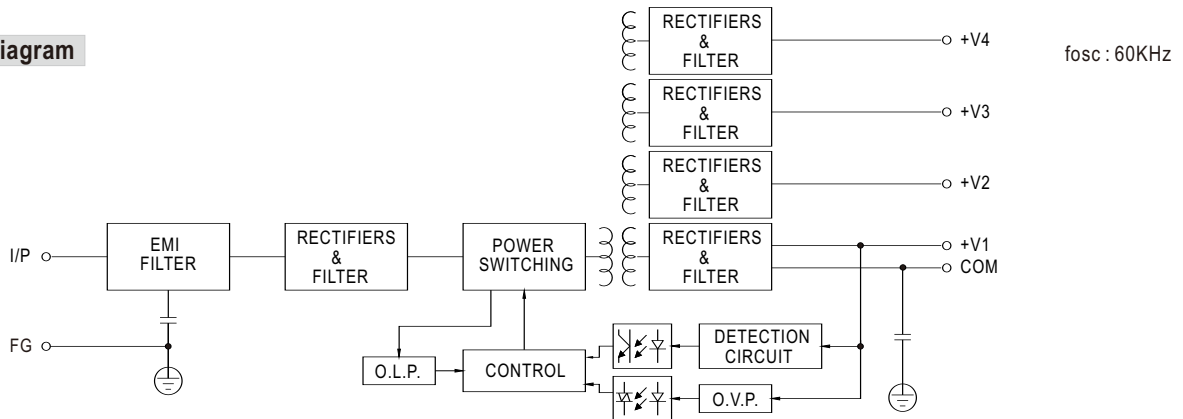 iagram
fosc : 60KHz
RECTIFIERS
&
FILTER
+V4
RECTIFIERS
&
FILTER
+V3
RECTIFIERS
&
FILTER
+V2
I/P
EMI
FILTER
RECTIFIERS
&
FILTER
POWER
SWITCHING
RECTIFIERS
&
FILTER
+V1
COM
FG
O.L.P.
CONTROL
DETECTION
CIRCUIT
O.V.P.